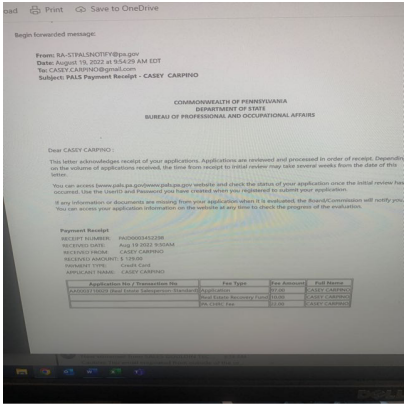 oad Print Save to OneDrive
Begin forwarded message:
From: RA-STPALSNOTIFY@pa.gov
Date: August 19, 2022 at 9:54:29 AM EDT
To: CASEY.CARPINO@gmail.com
Subject: PALS Payment Receipt - CASEY CARPINO
COMMONWEALTH OF PENNSYLVANIA
DEPARTMENT OF STATE
BUREAU OF PROFESSIONAL AND OCCUPATIONAL AFFAIRS
Dear CASEY CARPINO :
This letter acknowledges receipt of your applications. Applications are reviewed and processed in order of receipt. Dependin
on the volume of applications received, the time from receipt to initial review may take several weeks from the date of this
letter.
You can access website and check the status of your application once the initial review has
occurred. Use the UserID and Password you have created when you registered to submit your application.
If any information or documents are missing from your application when it is evaluated, the Board/Commission will notify you.
You can access your application information on the website at any time to check the progress of the evaluation.
Payment Receipt
RECEIPT NUMBER:
RECEIVED DATE: Aug 19 2022 9:50AM
RECEIVED FROM: CASEY CARPINO
RECEIVED AMOUNT: $ 129.00
PAYMENT TYPE: Credit Card
APPLICANT NAME: CASEY CARPINO
Application No / Transaction No Fee Type Fee Amount Full Name
(Real Estate Salesperson-Standard) Application 97.00 CASEY CARPINO
Real Estate Recovery Fund 10.00 CASEY CARPINO
Fee 22.00 CASEY CARPINO
DELL